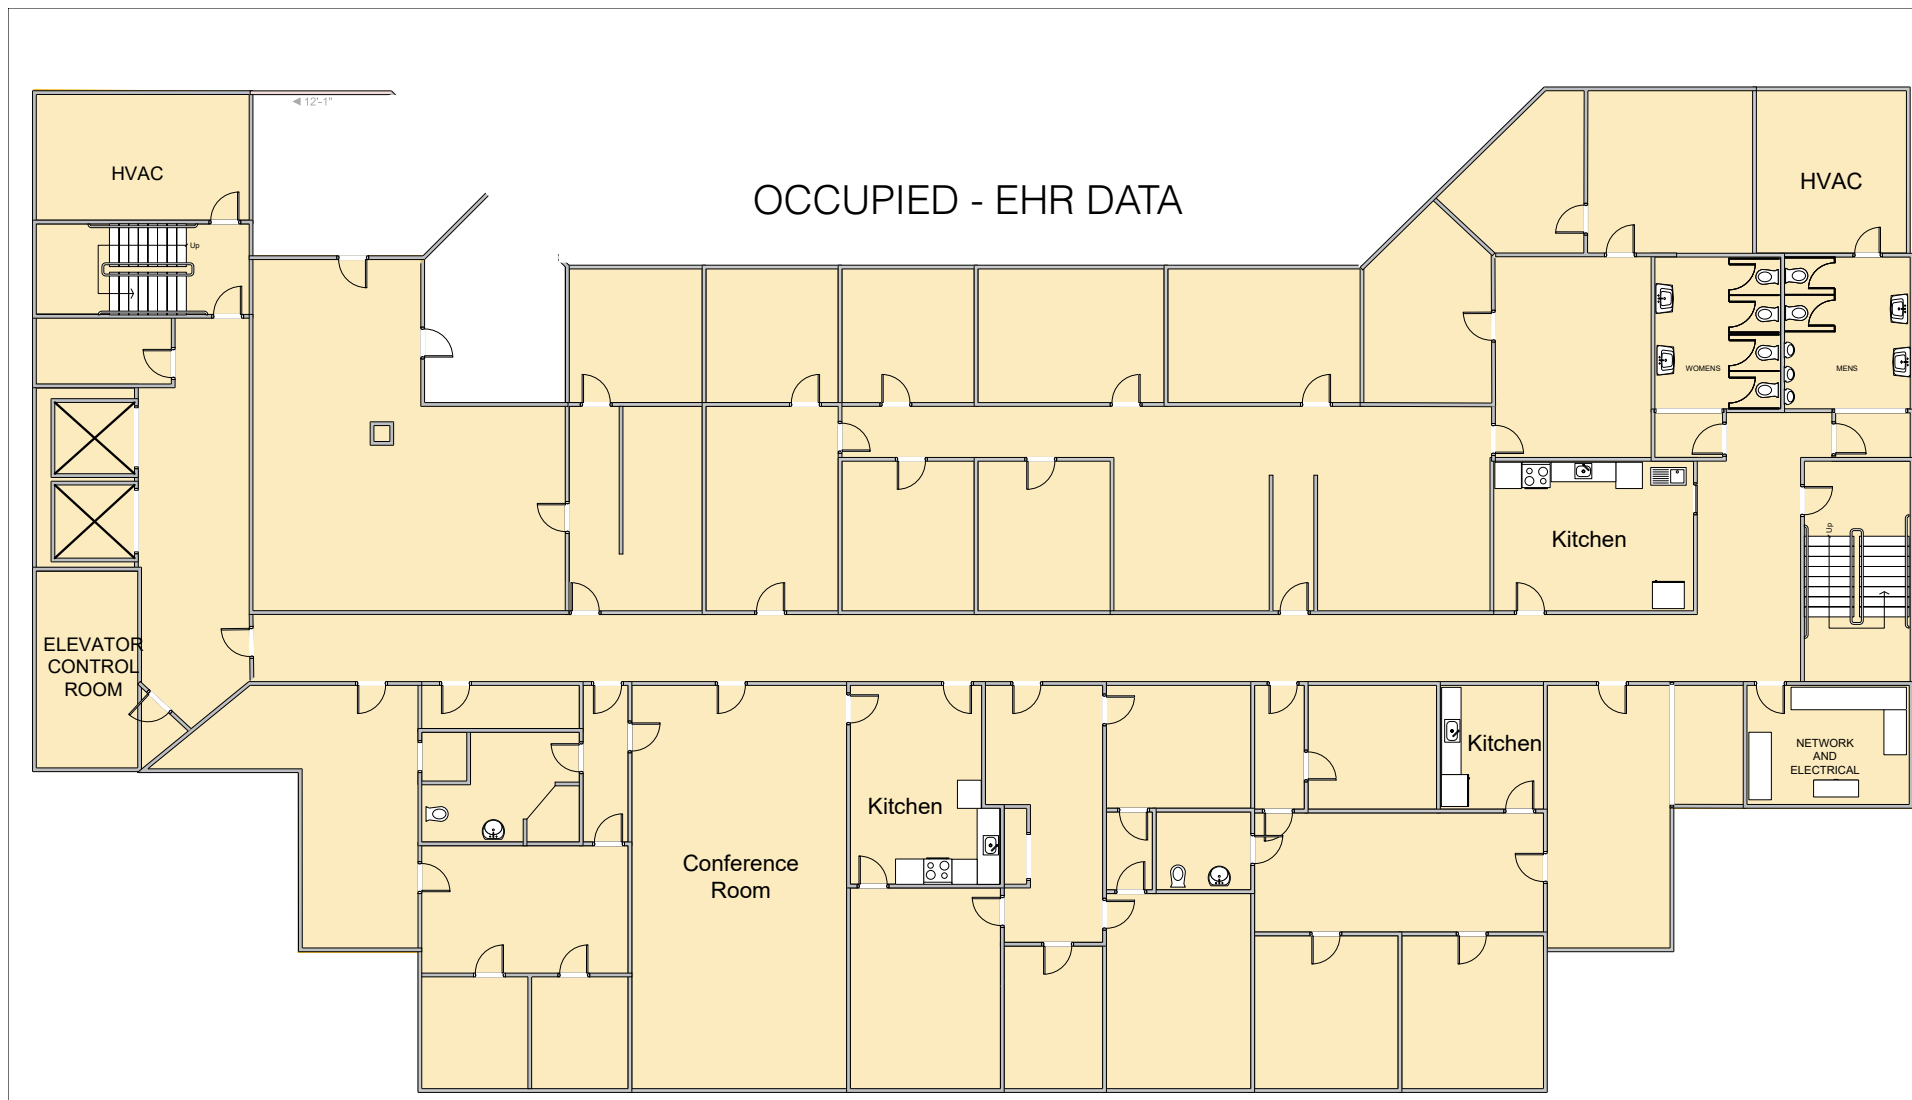 ◄ 12'-1"
OCCUPIED - EHR DATA
HVAC
HVAC
Up
WOMENS
MENS
Up
Kitchen
ELEVATOR
CONTROL
ROOM
Kitchen
NETWORK
AND
ELECTRICAL
Kitchen
Conference
Room